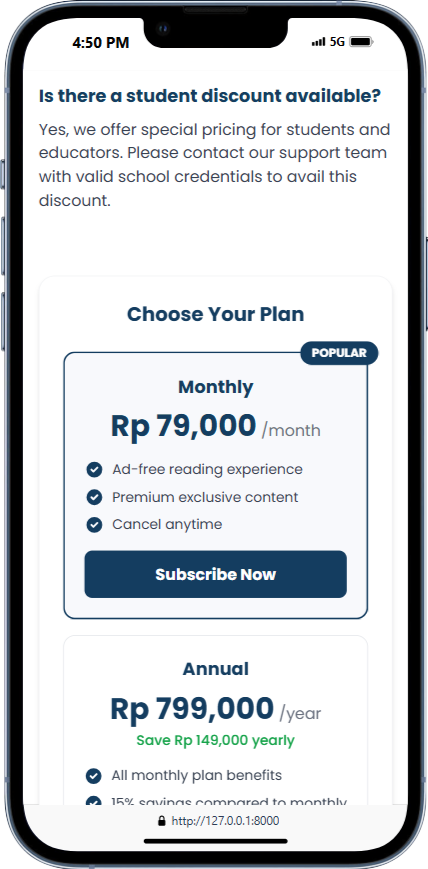 4:50 PM
5G
Is there a student discount available?
Yes, we offer special pricing for students and
educators. Please contact our support team
with valid school credentials to avail this
discount.
Choose Your Plan
POPULAR
Monthly
Rp 79,000 /month
Ad-free reading experience
Premium exclusive content
Cancel anytime
Subscribe Now
Annual
Rp 799,000 /year
Save Rp 149,000 yearly
All monthly plan benefits
15% savings compared to monthly
http://127.0.0.1:8000